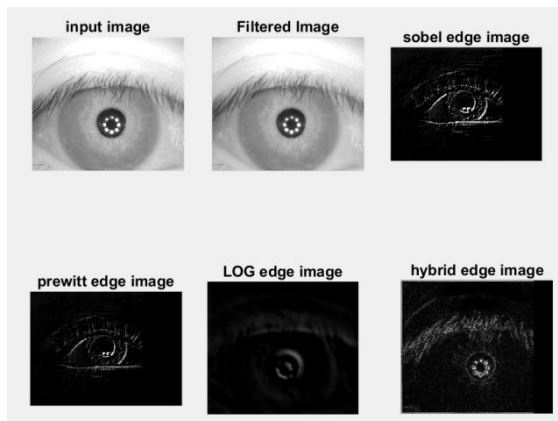 input image
Filtered Image
sobel edge image
prewitt edge image
LOG edge image
hybrid edge image